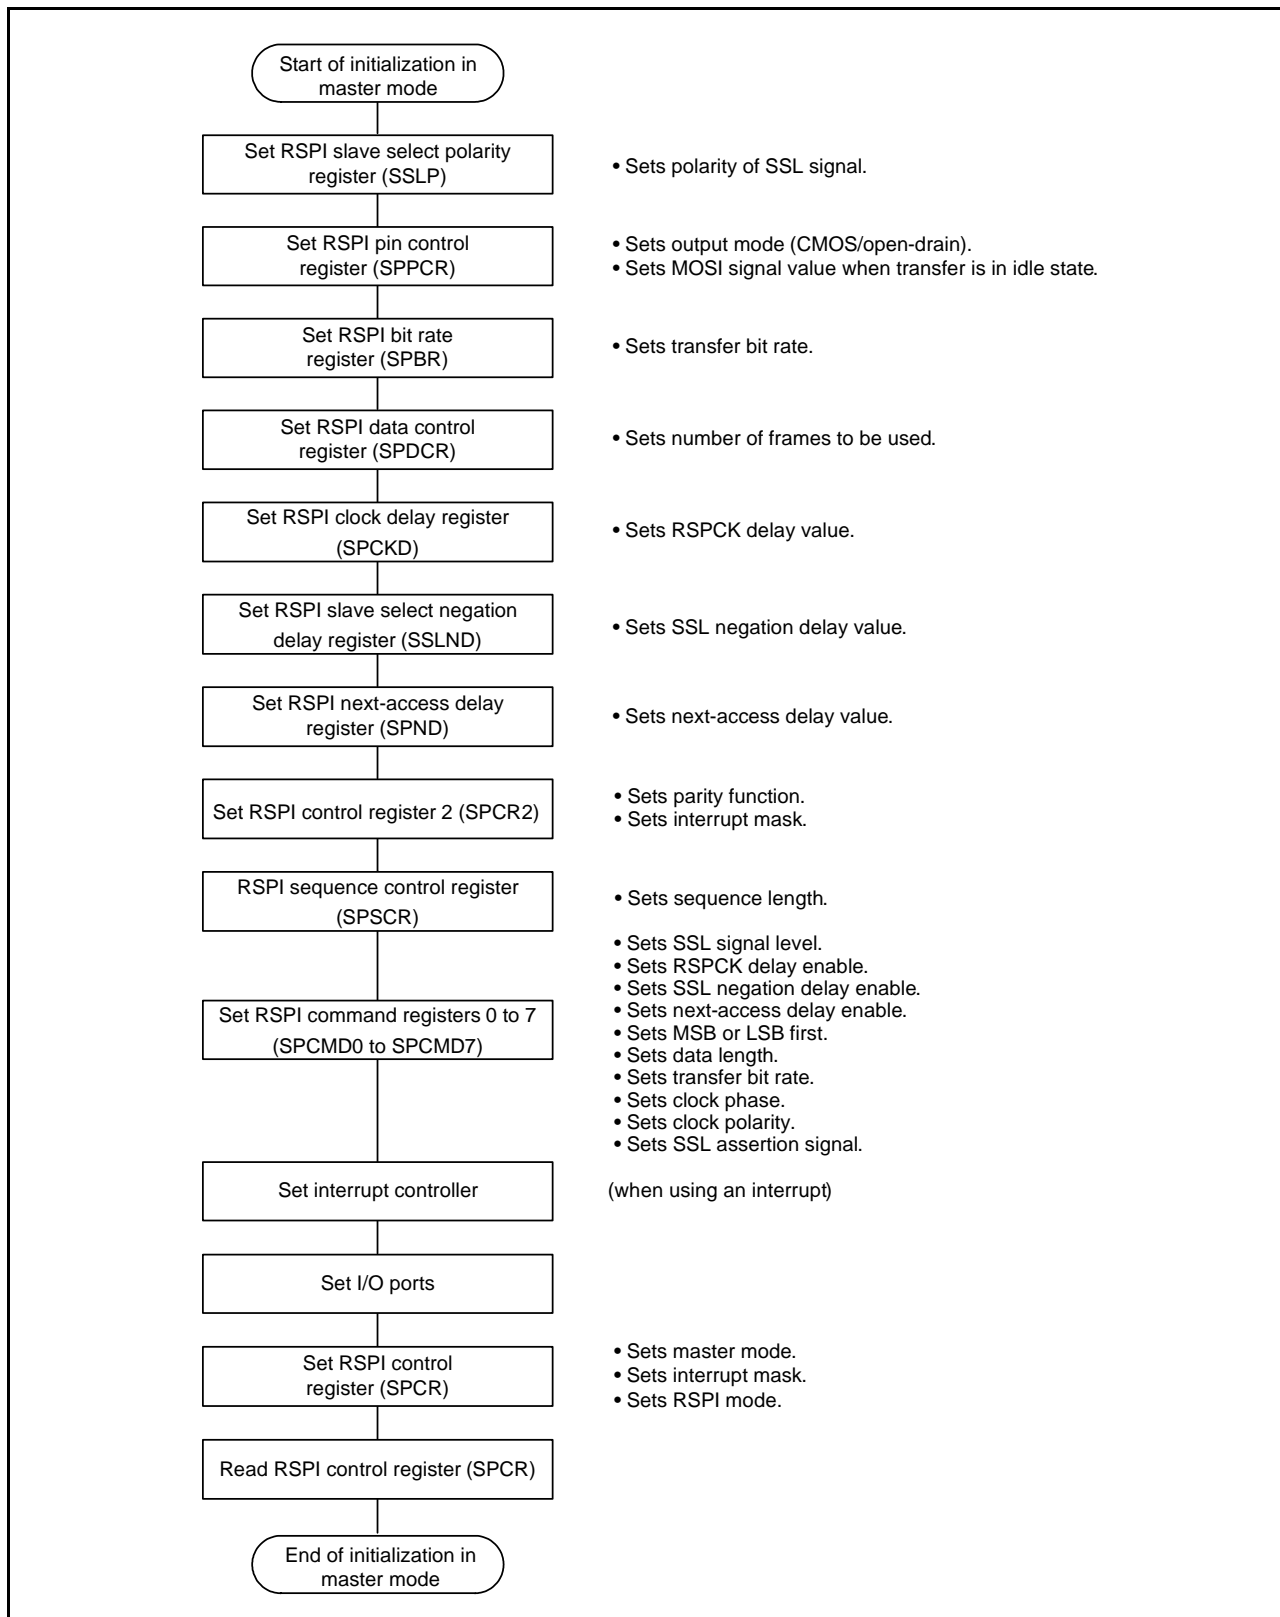 Start of initialization in
master mode
Set RSPI slave select polarity
register (SSLP)
• Sets polarity of SSL signal.
Set RSPI pin control
register (SPPCR)
• Sets output mode (CMOS/open-drain).
• Sets MOSI signal value when transfer is in idle state.
Set RSPI bit rate
register (SPBR)
• Sets transfer bit rate.
Set RSPI data control
register (SPDCR)
• Sets number of frames to be used.
Set RSPI clock delay register
(SPCKD)
• Sets RSPCK delay value.
Set RSPI slave select negation
delay register (SSLND)
• Sets SSL negation delay value.
Set RSPI next-access delay
register (SPND)
• Sets next-access delay value.
Set RSPI control register 2 (SPCR2)
• Sets parity function.
• Sets interrupt mask.
RSPI sequence control register
(SPSCR)
• Sets sequence length.
Set RSPI command registers 0 to 7
(SPCMD0 to SPCMD7)
• Sets SSL signal level.
• Sets RSPCK delay enable.
• Sets SSL negation delay enable.
• Sets next-access delay enable.
• Sets MSB or LSB first.
• Sets data length.
• Sets transfer bit rate.
• Sets clock phase.
• Sets clock polarity.
• Sets SSL assertion signal.
Set interrupt controller
(when using an interrupt)
Set I/O ports
Set RSPI control
register (SPCR)
• Sets master mode.
• Sets interrupt mask.
• Sets RSPI mode.
Read RSPI control register (SPCR)
End of initialization in
master mode